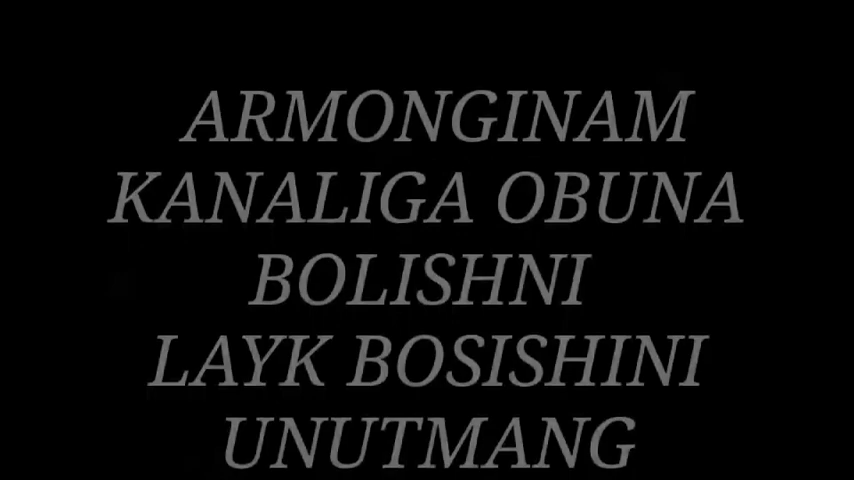 ARMONGINAM
KANALIGA OBUNA
BOLISHNI
LAYK BOSISHINI
UNUTMANG